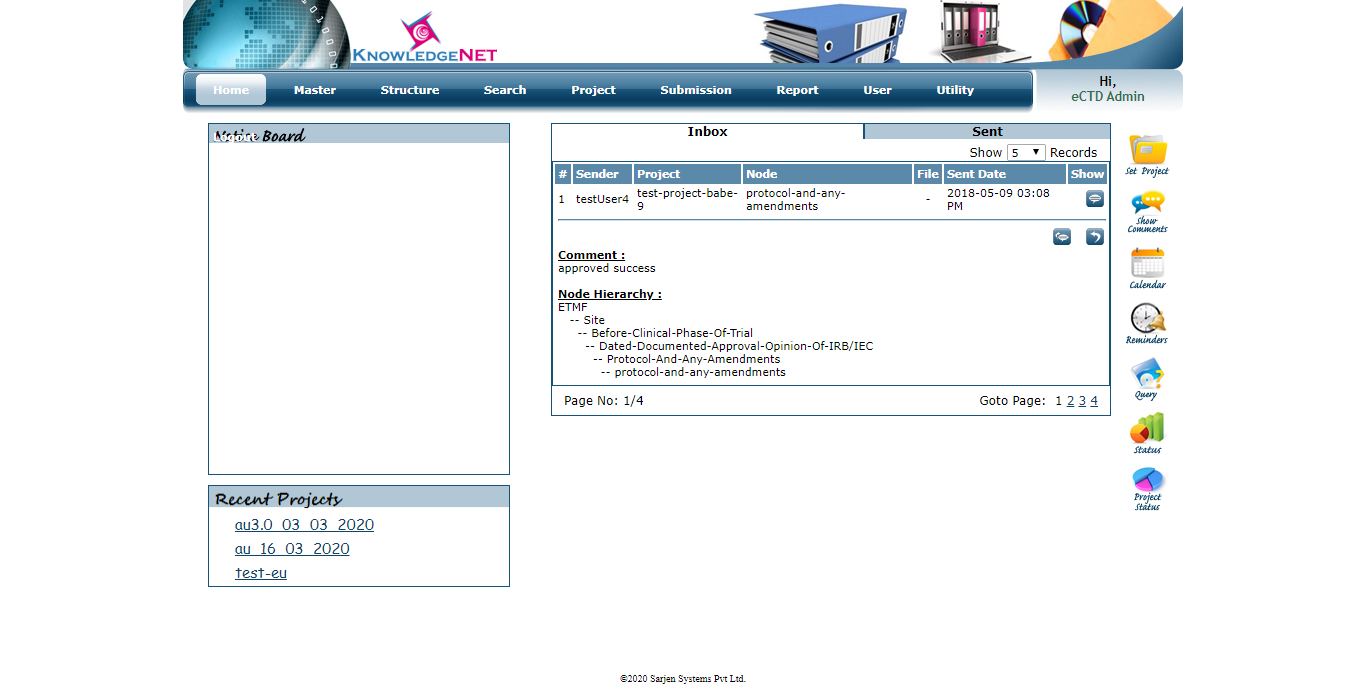 KNOWLEDGENET
Home Master Structure Search Project Submission Report User Utility
Hi,
eCTD Admin
Notice Board
Logout
Inbox Sent
Show 5 Records
# Sender Project Node File Sent Date Show
1 testUser4 test-project-babe-9 protocol-and-any-amendments - 2018-05-09 03:08 PM
Comment :
approved success
Node Hierarchy :
ETMF
-- Site
-- Before-Clinical-Phase-Of-Trial
-- Dated-Documented-Approval-Opinion-Of-IRB/IEC
-- Protocol-And-Any-Amendments
-- protocol-and-any-amendments
Page No: 1/4 Goto Page: 1 2 3 4
Set Project
Show
Comments
Calendar
Reminders
Query
Status
Project
Status
Recent Projects
au3.0_03_03_2020
au_16_03_2020
test-eu
©2020 Sarjen Systems Pvt Ltd.